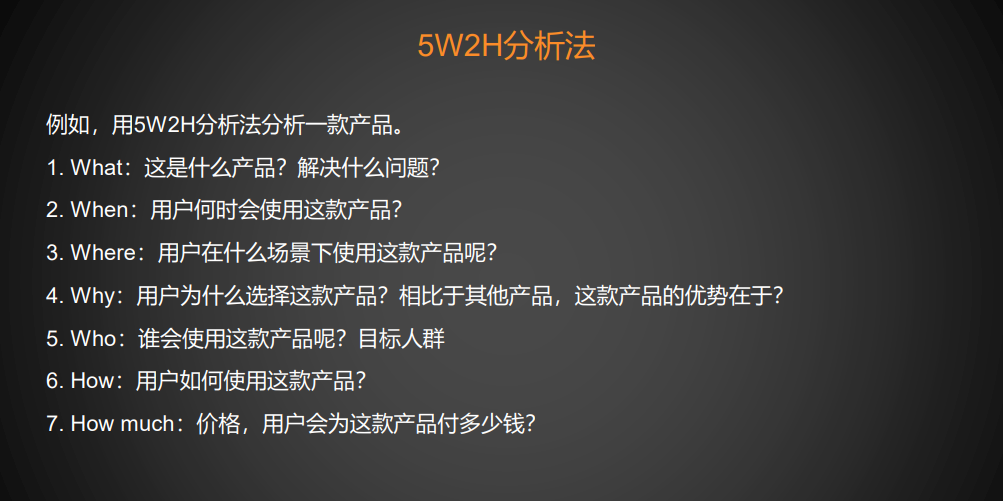 5W2H分析法
例如，用5W2H分析法分析一款产品。
1. What：这是什么产品？解决什么问题？
2. When：用户何时会使用这款产品？
3. Where：用户在什么场景下使用这款产品呢？
4. Why：用户为什么选择这款产品？相比于其他产品，这款产品的优势在于？
5. Who：谁会使用这款产品呢？目标人群
6. How：用户如何使用这款产品？
7. How much：价格，用户会为这款产品付多少钱？